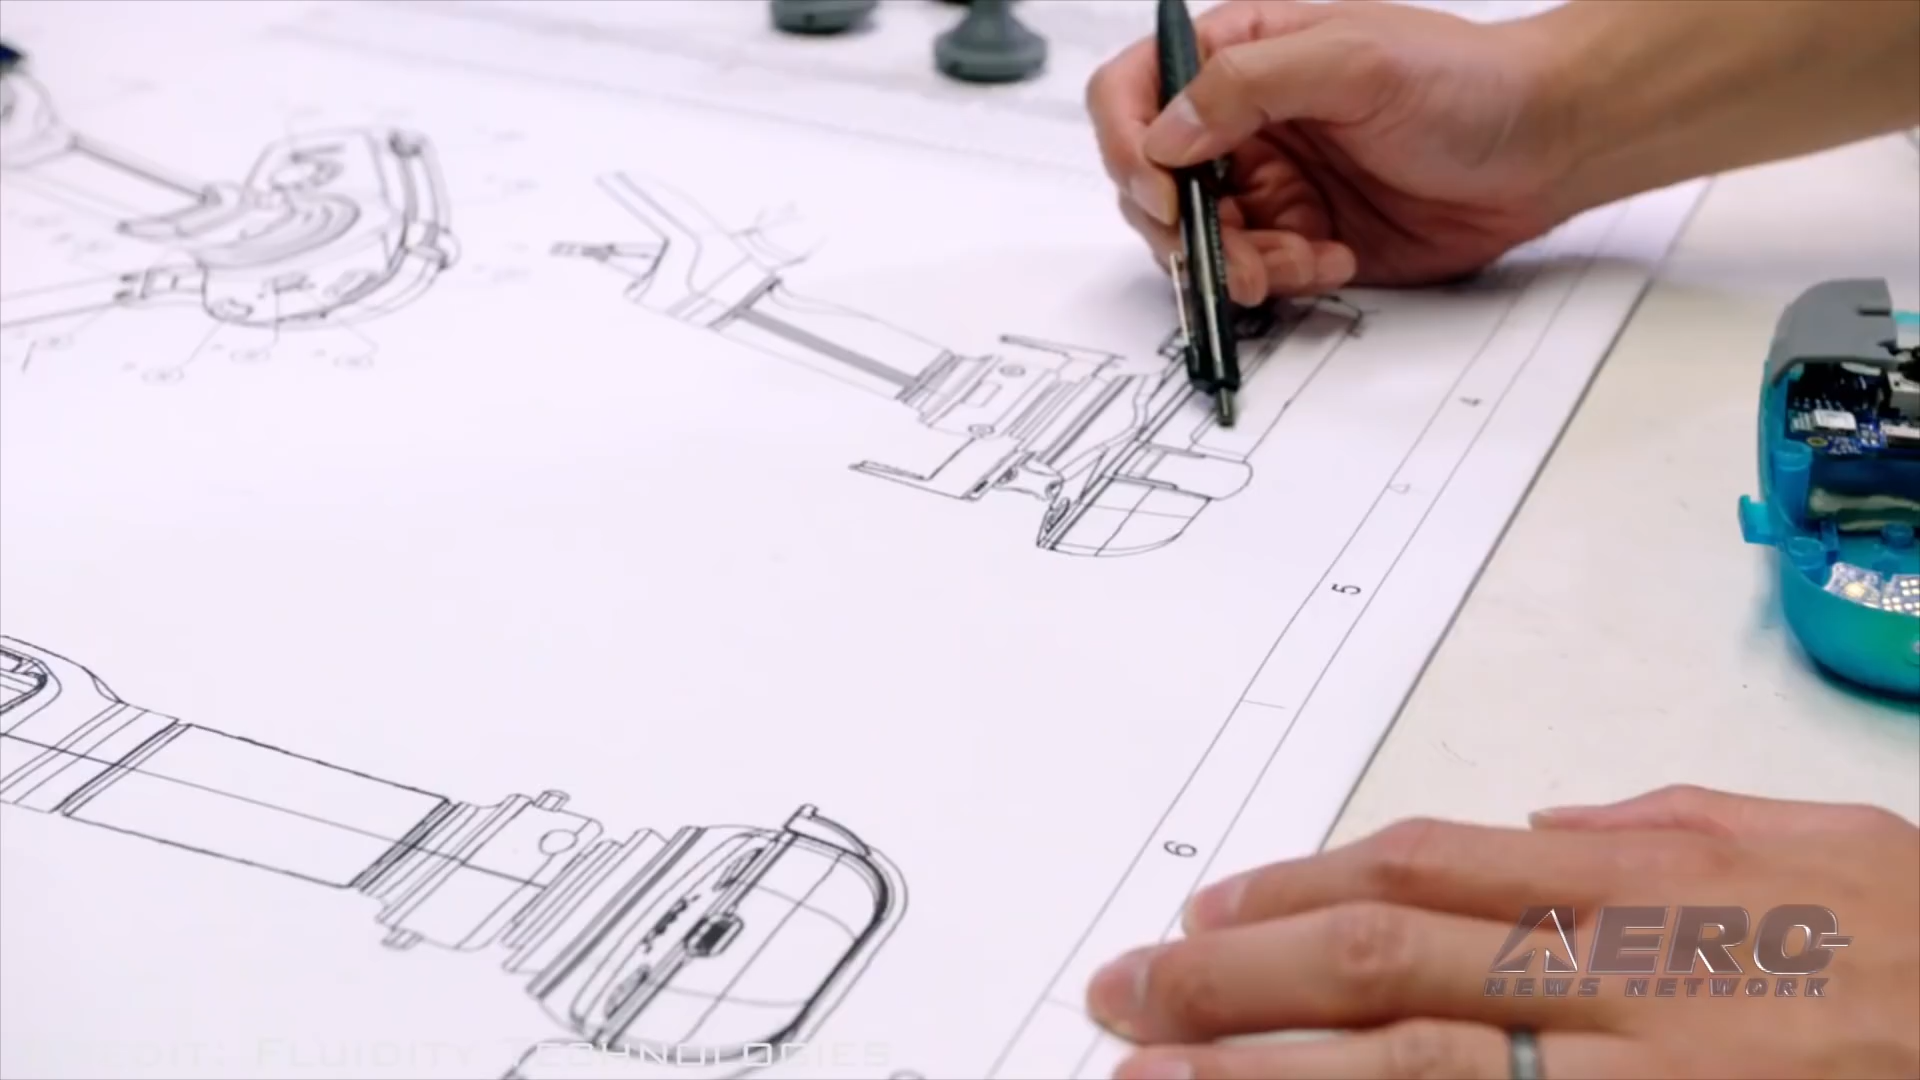 4
5
6
AERO
NEWS NETWORK
Credit: Fluidity Technologies